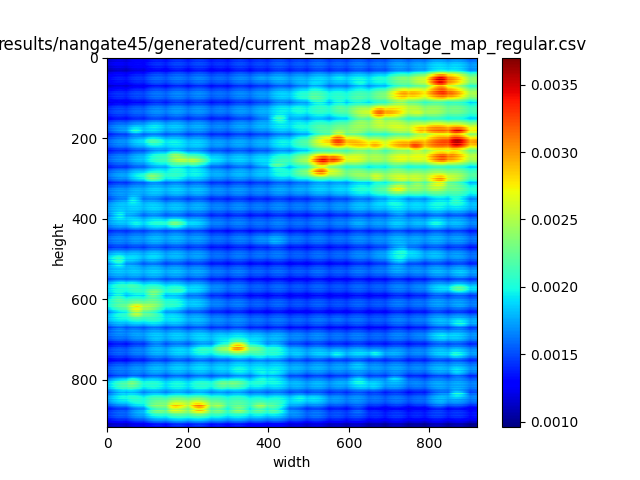 results/nangate45/generated/current_map28_voltage_map_regular.csv
0
200
400
600
800
height
0 200 400 600 800
width
0.0035
0.0030
0.0025
0.0020
0.0015
0.0010